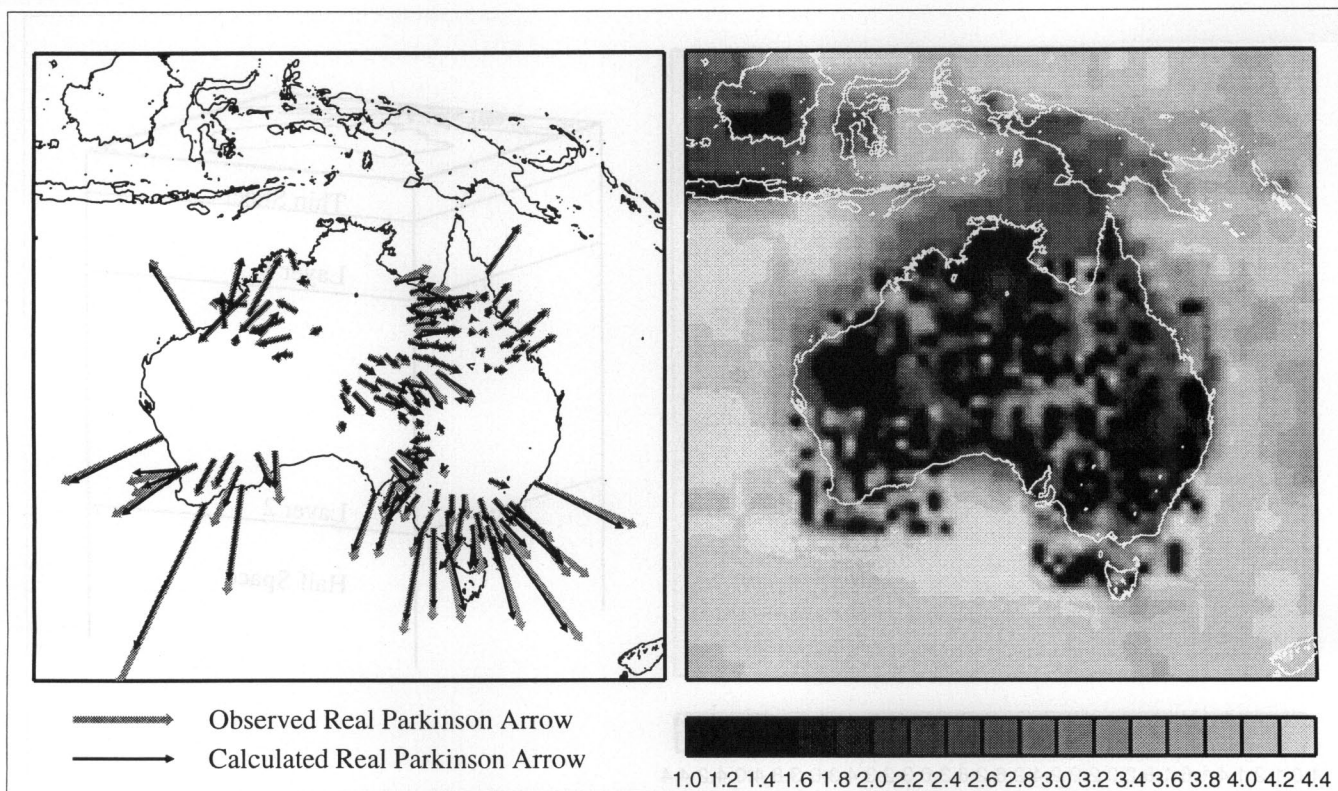 Observed Real Parkinson Arrow
Calculated Real Parkinson Arrow
1.0 1.2 1.4 1.6 1.8 2.0 2.2 2.4 2.6 2.8 3.0 3.2 3.4 3.6 3.8 4.0 4.2 4.4